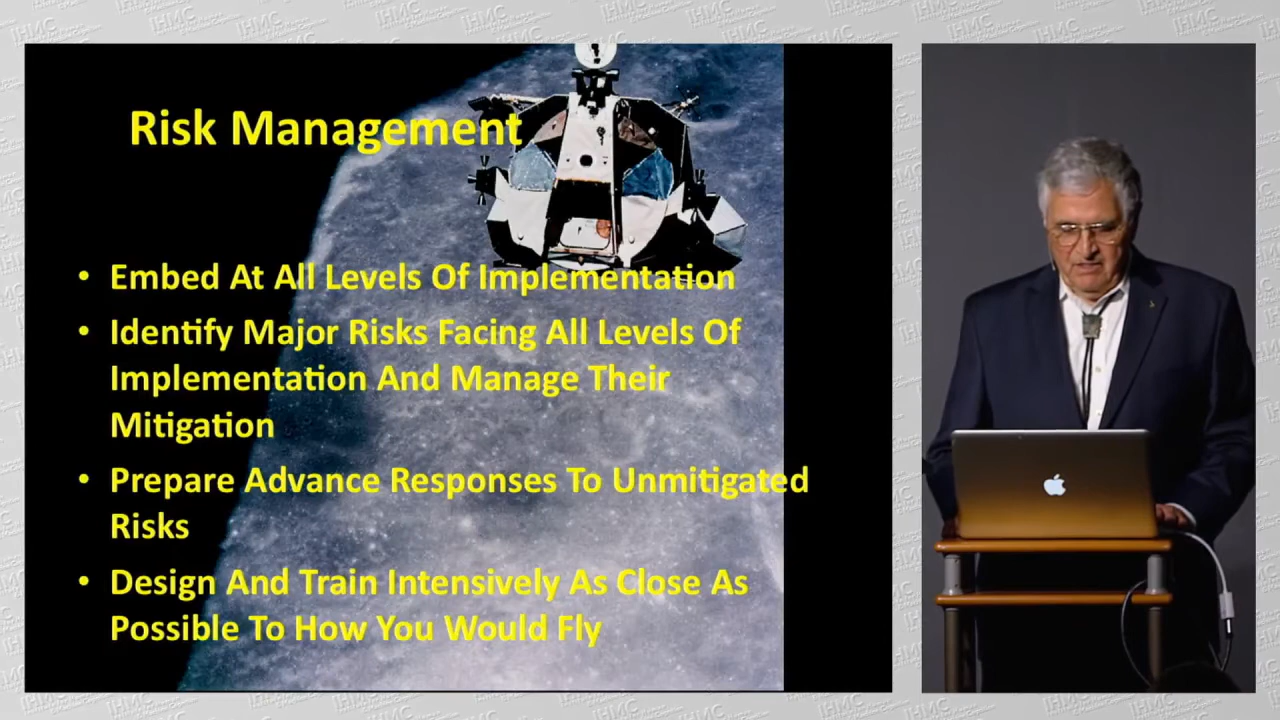 Risk Management
• Embed At All Levels Of Implementation
• Identify Major Risks Facing All Levels Of
Implementation And Manage Their
Mitigation
• Prepare Advance Responses To Unmitigated
Risks
• Design And Train Intensively As Close As
Possible To How You Would Fly
IHMC